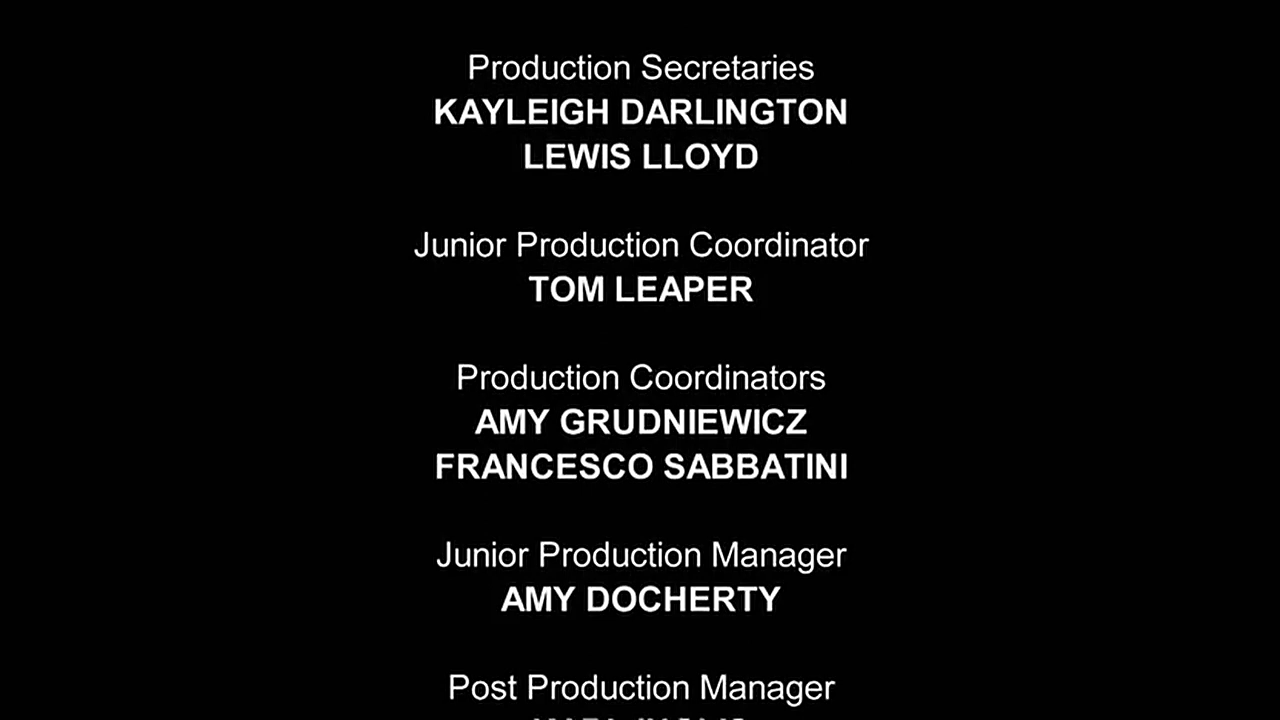 Production Secretaries
KAYLEIGH DARLINGTON
LEWIS LLOYD
Junior Production Coordinator
TOM LEAPER
Production Coordinators
AMY GRUDNIEWICZ
FRANCESCO SABBATINI
Junior Production Manager
AMY DOCHERTY
Post Production Manager